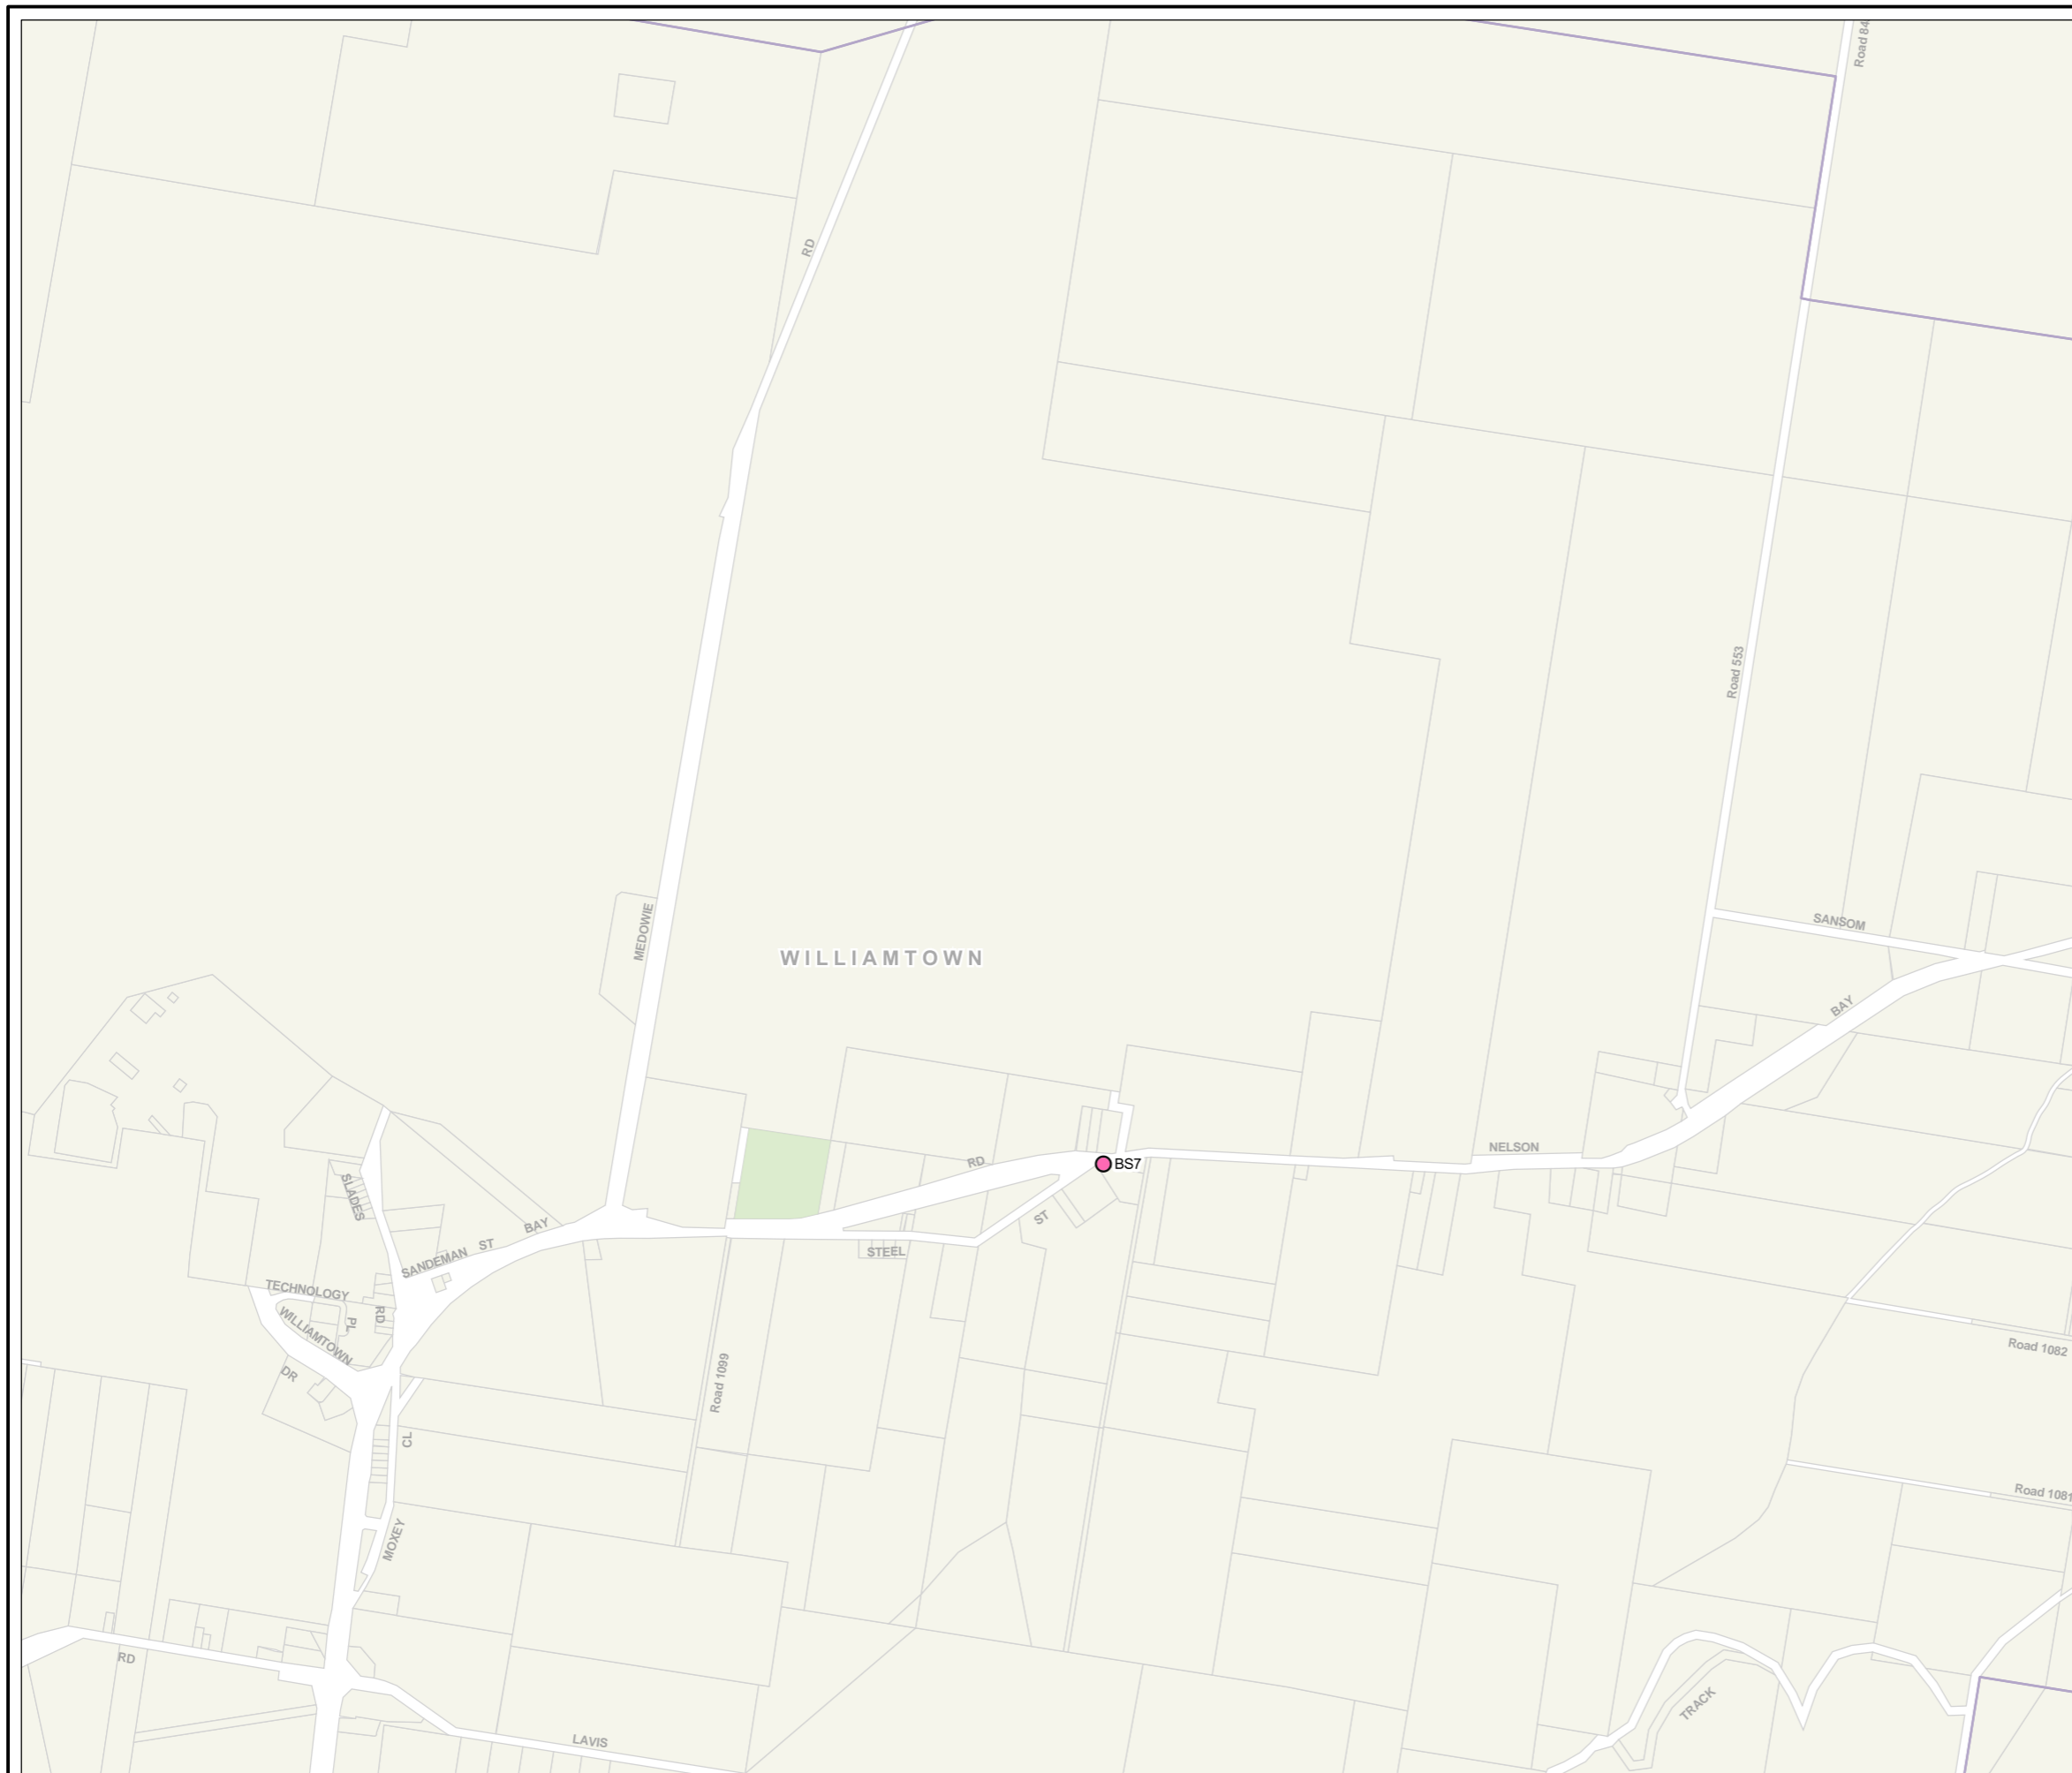 Road 84
RD
Road 553
MEDOWIE
SANSOM
WILLIAMTOWN
BAY
NELSON
RD
BS7
SLADES
ST
BAY
ST
SANDEMAN
STEEL
TECHNOLOGY
WILLIAMTOWN
PL
RD
DR
Road 1099
Road 1082
CL
Road 1081
MOXEY
RD
TRACK
LAVIS